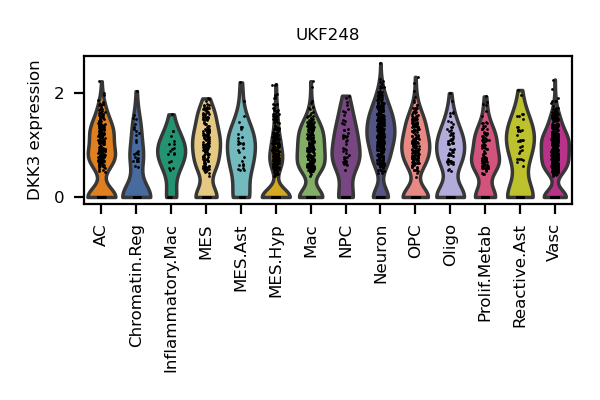 UKF248
DKK3 expression
2
0
AC
Chromatin.Reg
Inflammatory.Mac
MES
MES.Ast
MES.Hyp
Mac
NPC
Neuron
OPC
Oligo
Prolif.Metab
Reactive.Ast
Vasc